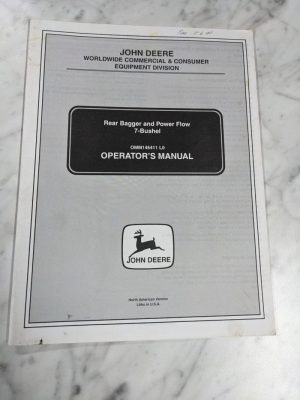 JOHN DEERE
WORLDWIDE COMMERCIAL & CONSUMER
EQUIPMENT DIVISION
Rear Bagger and Power Flow
7-Bushel
OMM145411 L0
OPERATOR'S MANUAL
JOHN DEERE
North American Version
Litho in U.S.A.